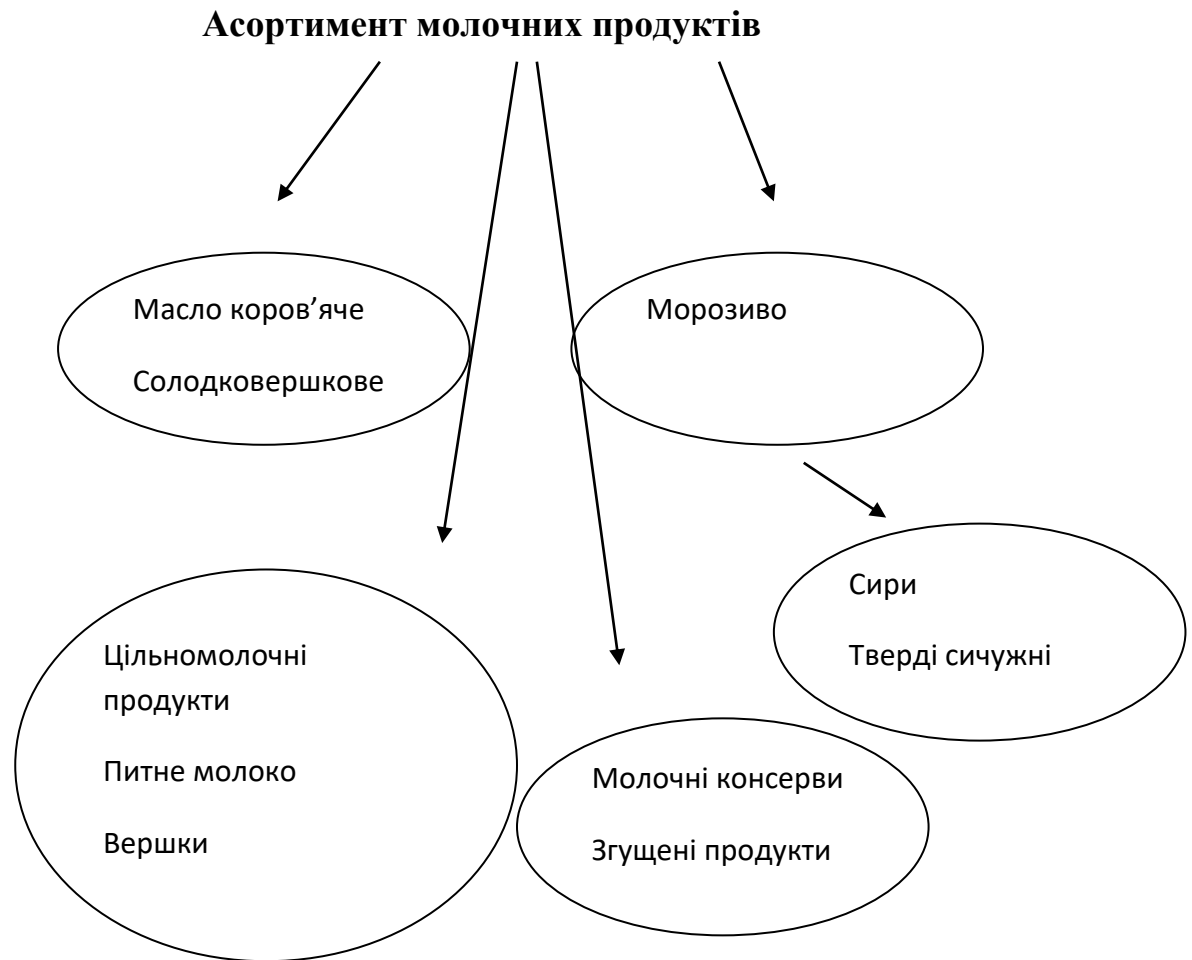 Асортимент молочних продуктів
Масло коров’яче
Солодковершкове
Морозиво
Сири
Тверді сичужні
Цільномолочні
продукти
Питне молоко
Вершки
Молочні консерви
Згущені продукти